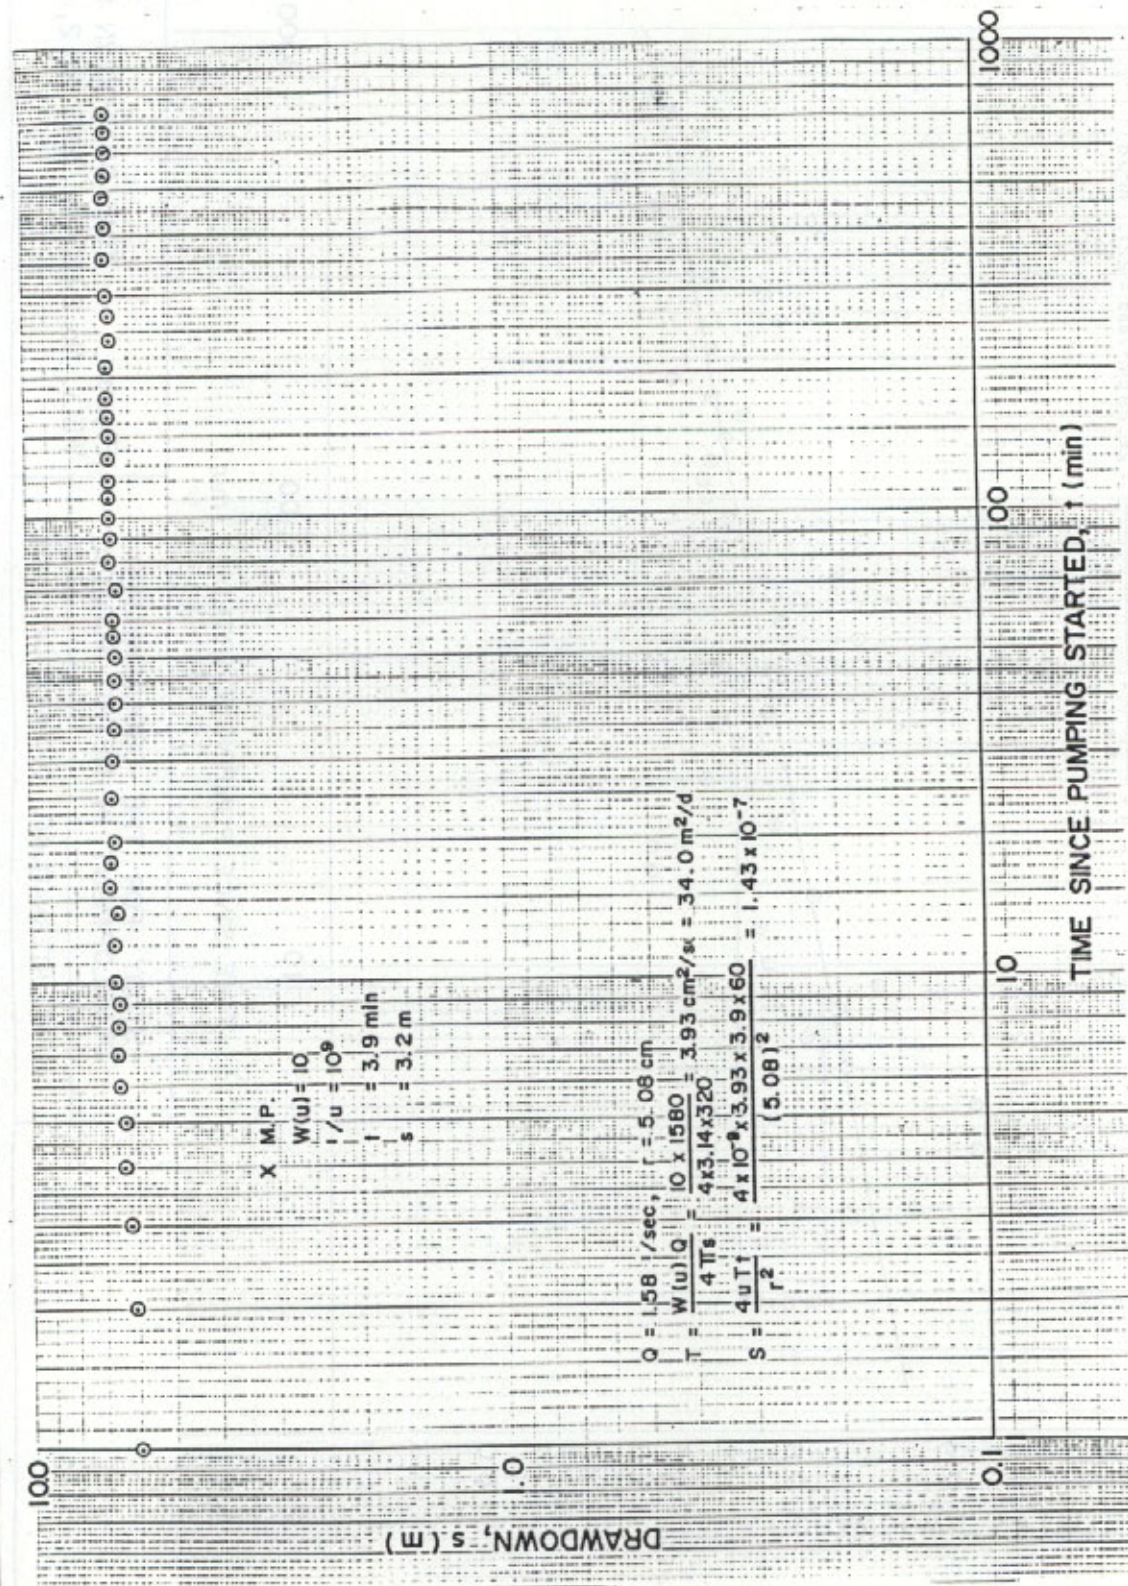 DRAWDOWN, s (m)
10.0
1.0
0.1
X M.P.
W(u) = 10
1/u = 10⁹
t = 3.9 min
s = 3.2 m
Q = 1.58 l/sec, r = 5.08 cm
T = W(u) Q / 4 π s = 10 x 1580 / 4x3.14x320 = 3.93 cm²/s = 34.0 m²/d
S = 4uTt / r² = 4 x 10⁻⁹ x 3.93 x 3.9 x 60 / (5.08)² = 1.43 x 10⁻⁷
10
100
1000
TIME SINCE PUMPING STARTED, t (min)